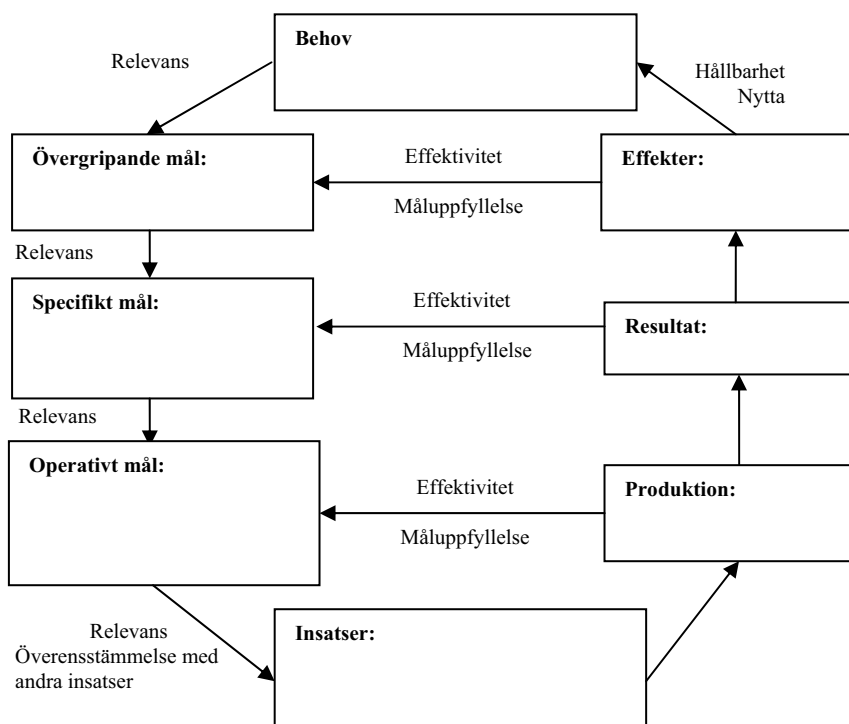 Behov
Relevans
Hållbarhet
Nytta
Övergripande mål:
Effektivitet
Måluppfyllelse
Effekter:
Relevans
Specifikt mål:
Effektivitet
Måluppfyllelse
Resultat:
Relevans
Operativt mål:
Effektivitet
Måluppfyllelse
Produktion:
Relevans
Överensstämmelse med
andra insatser
Insatser: